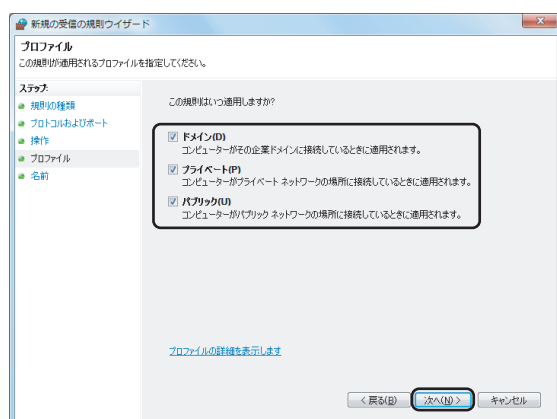 新規の受信の規則ウィザード
プロファイル
この規則が適用されるプロファイルを指定してください。
ステップ:
規則の種類
プロトコルおよびポート
操作
プロファイル
名前
この規則はいつ適用しますか?
ドメイン(D)
コンピューターがその企業ドメインに接続しているときに適用されます。
プライベート(P)
コンピューターがプライベート ネットワークの場所に接続しているときに適用されます。
パブリック(U)
コンピューターがパブリック ネットワークの場所に接続しているときに適用されます。
プロファイルの詳細を表示します
< 戻る(B) 次へ(N) > キャンセル